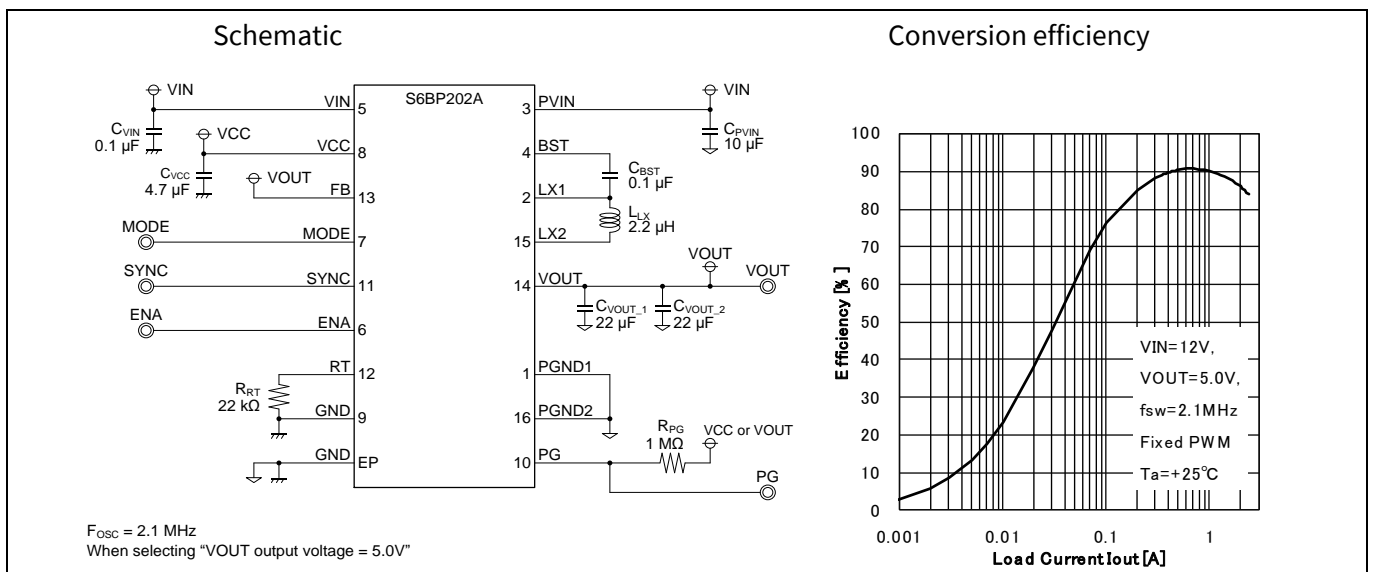 Schematic
Conversion efficiency
S6BP202A
VIN
VIN
5
C_VIN
0.1 µF
VCC
VCC
8
C_VCC
4.7 µF
VOUT
FB
13
MODE
MODE
7
SYNC
SYNC
11
ENA
ENA
6
RT
12
R_RT
22 kΩ
GND
9
GND
EP
3
PVIN
VIN
C_PVIN
10 µF
4
BST
C_BST
0.1 µF
2
LX1
L_LX
2.2 µH
15
LX2
14
VOUT
VOUT
VOUT
C_VOUT_1
22 µF
C_VOUT_2
22 µF
1
PGND1
16
PGND2
10
PG
R_PG
1 MΩ
VCC or VOUT
PG
F_OSC = 2.1 MHz
When selecting “VOUT output voltage = 5.0V”
Efficiency [% ]
100
90
80
70
60
50
40
30
20
10
0
0.001
0.01
0.1
1
Load Current Iout [A]
VIN=12V,
VOUT=5.0V,
fsw=2.1MHz
Fixed PWM
Ta=+25°C